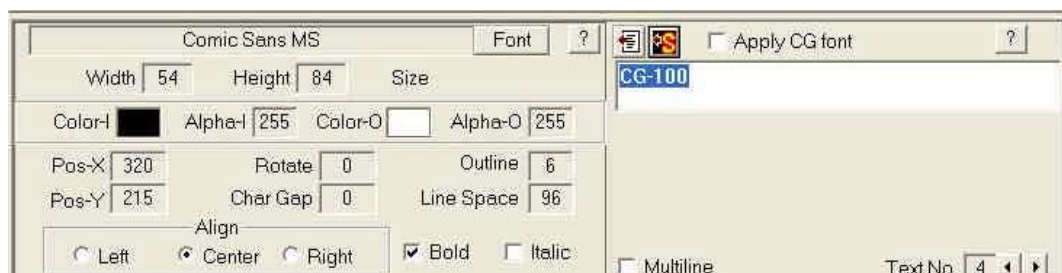 Comic Sans MS Font ? S Apply CG font ?
Width 54 Height 84 Size CG-100
Color-I Alpha-I 255 Color-O Alpha-O 255
Pos-X 320 Rotate 0 Outline 6
Pos-Y 215 Char Gap 0 Line Space 96
Align
Left Center Right Bold Italic
Multiline Text No. 4